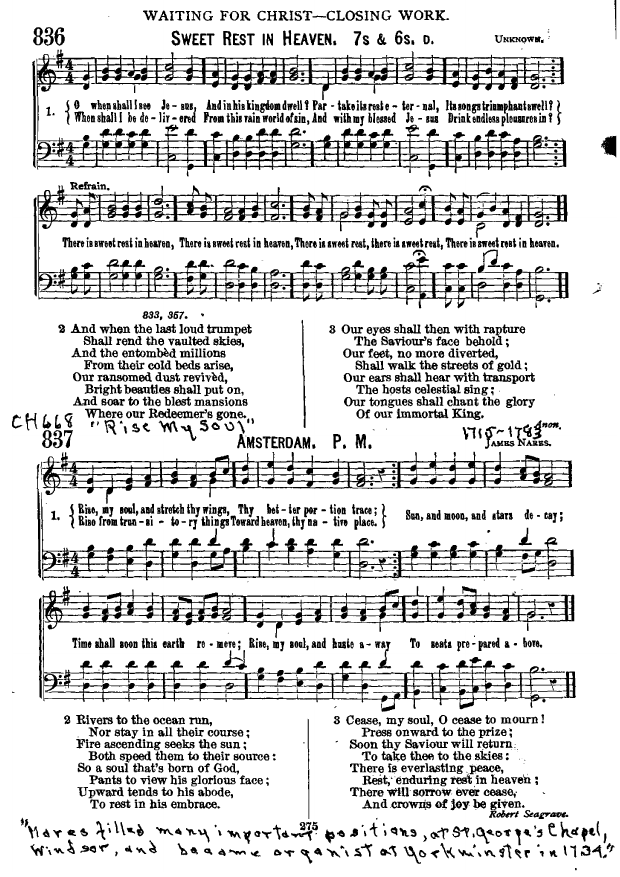 WAITING FOR CHRIST—CLOSING WORK.
836 SWEET REST IN HEAVEN. 7s & 6s. D. UNKNOWN.
1. { O when shall I see Je-sus, And in his kingdom dwell? Par-take its rest e-ter-nal, Its songs triumphant swell? }
{ When shall I be de-liv-ered From this vain world of sin, And with my blessed Je-sus Drink endless pleasures in? }
Refrain.
There is sweet rest in heaven, There is sweet rest in heaven, There is sweet rest, there is sweet rest, There is sweet rest in heaven.
833, 367.
2 And when the last loud trumpet
Shall rend the vaulted skies,
And the entombèd millions
From their cold beds arise,
Our ransomed dust revivèd,
Bright beauties shall put on,
And soar to the blest mansions
Where our Redeemer's gone.
3 Our eyes shall then with rapture
The Saviour's face behold;
Our feet, no more diverted,
Shall walk the streets of gold;
Our ears shall hear with transport
The hosts celestial sing;
Our tongues shall chant the glory
Of our immortal King.
CH668 "Rise My Soul"
837 AMSTERDAM. P. M. 1715-1783 Anon.
JAMES NARES.
1. { Rise, my soul, and stretch thy wings, Thy bet-ter por-tion trace; } Sun, and moon, and stars de-cay;
{ Rise from tran-si-to-ry things Toward heaven, thy na-tive place. }
Time shall soon this earth re-move; Rise, my soul, and haste a-way To seats pre-pared a-bove.
2 Rivers to the ocean run,
Nor stay in all their course;
Fire ascending seeks the sun;
Both speed them to their source:
So a soul that's born of God,
Pants to view his glorious face;
Upward tends to his abode,
To rest in his embrace.
3 Cease, my soul, O cease to mourn!
Press onward to the prize;
Soon thy Saviour will return
To take thee to the skies:
There is everlasting peace,
Rest, enduring rest in heaven;
There will sorrow ever cease,
And crowns of joy be given.
Robert Seagrave.
275
"Nares filled many important positions, at St. George's Chapel,
Windsor, and became organist at Yorkminster in 1734."